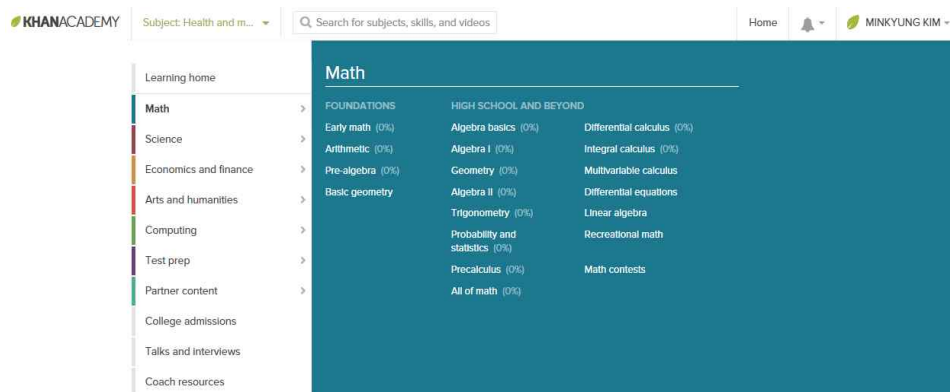 KHANACADEMY
Subject: Health and m...
Search for subjects, skills, and videos
Home
MINKYUNG KIM
Learning home
Math
Science
Economics and finance
Arts and humanities
Computing
Test prep
Partner content
College admissions
Talks and interviews
Coach resources
Math
FOUNDATIONS
Early math (0%)
Arithmetic (0%)
Pre-algebra (0%)
Basic geometry
HIGH SCHOOL AND BEYOND
Algebra basics (0%)
Algebra I (0%)
Geometry (0%)
Algebra II (0%)
Trigonometry (0%)
Probability and
statistics (0%)
Precalculus (0%)
All of math (0%)
Differential calculus (0%)
Integral calculus (0%)
Multivariable calculus
Differential equations
Linear algebra
Recreational math
Math contests